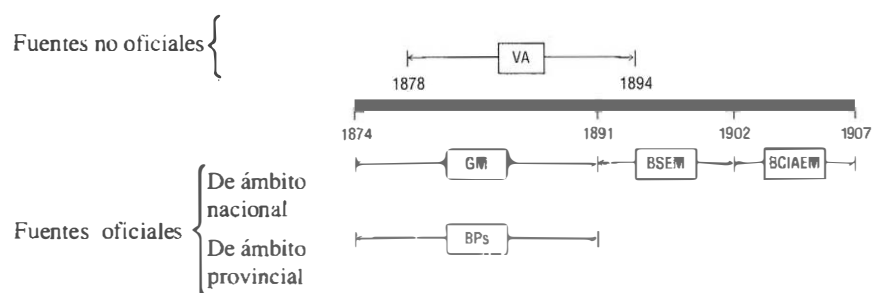 Fuentes no oficiales
VA
1878
1894
1874
1891
1902
1907
GM
BSEM
BCIAEM
Fuentes oficiales
De ámbito
nacional
BPs
De ámbito
provincial